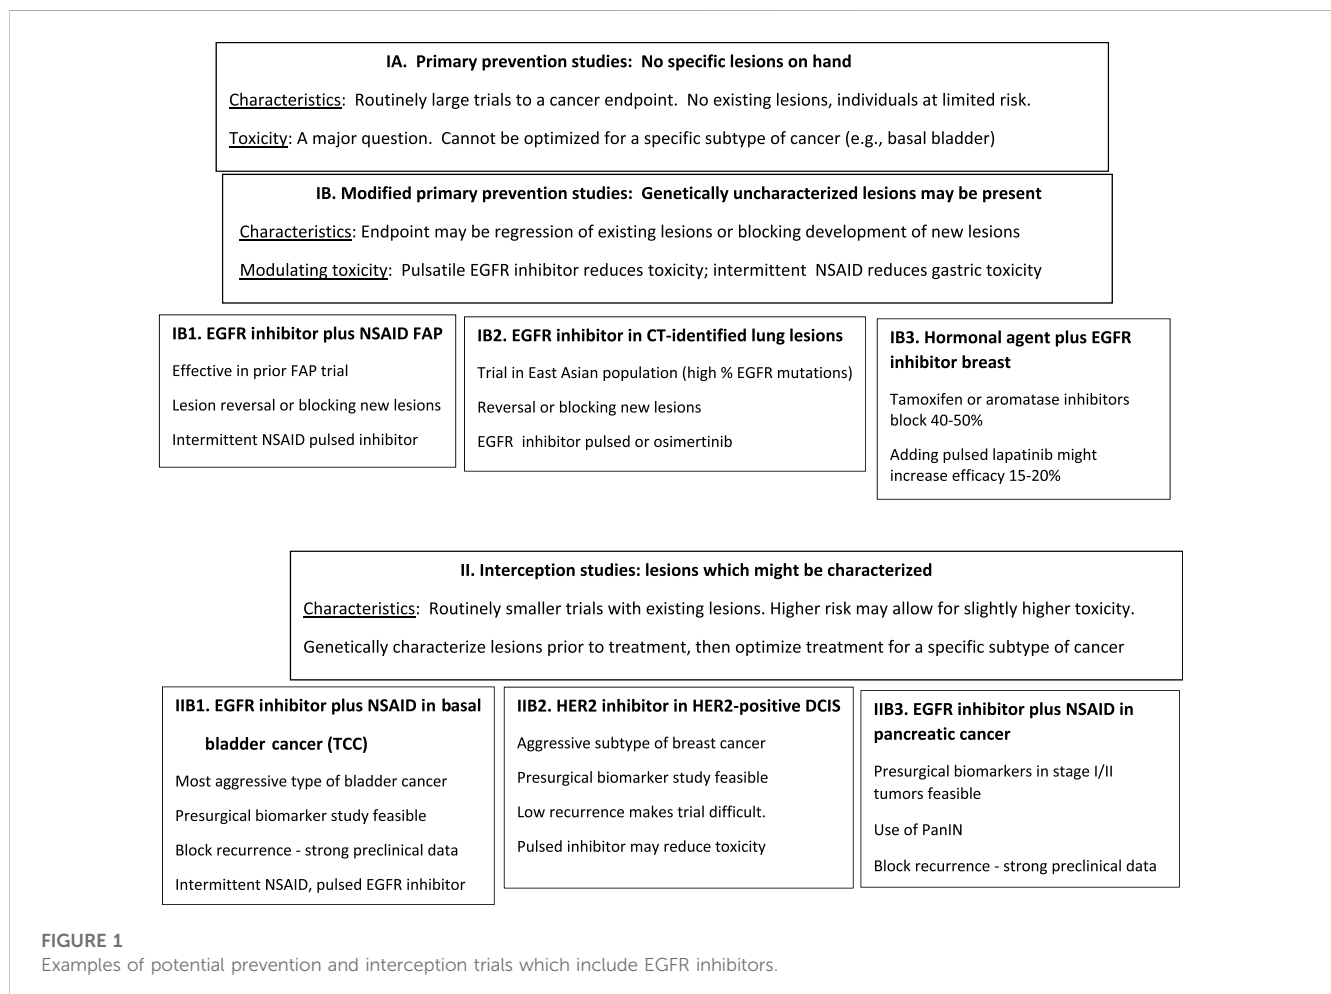 IA. Primary prevention studies: No specific lesions on hand
Characteristics: Routinely large trials to a cancer endpoint. No existing lesions, individuals at limited risk.
Toxicity: A major question. Cannot be optimized for a specific subtype of cancer (e.g., basal bladder)
IB. Modified primary prevention studies: Genetically uncharacterized lesions may be present
Characteristics: Endpoint may be regression of existing lesions or blocking development of new lesions
Modulating toxicity: Pulsatile EGFR inhibitor reduces toxicity; intermittent NSAID reduces gastric toxicity
IB1. EGFR inhibitor plus NSAID FAP
Effective in prior FAP trial
Lesion reversal or blocking new lesions
Intermittent NSAID pulsed inhibitor
IB2. EGFR inhibitor in CT-identified lung lesions
Trial in East Asian population (high % EGFR mutations)
Reversal or blocking new lesions
EGFR inhibitor pulsed or osimertinib
IB3. Hormonal agent plus EGFR
inhibitor breast
Tamoxifen or aromatase inhibitors
block 40-50%
Adding pulsed lapatinib might
increase efficacy 15-20%
II. Interception studies: lesions which might be characterized
Characteristics: Routinely smaller trials with existing lesions. Higher risk may allow for slightly higher toxicity.
Genetically characterize lesions prior to treatment, then optimize treatment for a specific subtype of cancer
IIB1. EGFR inhibitor plus NSAID in basal
bladder cancer (TCC)
Most aggressive type of bladder cancer
Presurgical biomarker study feasible
Block recurrence - strong preclinical data
Intermittent NSAID, pulsed EGFR inhibitor
IIB2. HER2 inhibitor in HER2-positive DCIS
Aggressive subtype of breast cancer
Presurgical biomarker study feasible
Low recurrence makes trial difficult.
Pulsed inhibitor may reduce toxicity
IIB3. EGFR inhibitor plus NSAID in
pancreatic cancer
Presurgical biomarkers in stage I/II
tumors feasible
Use of PanIN
Block recurrence - strong preclinical data
FIGURE 1
Examples of potential prevention and interception trials which include EGFR inhibitors.